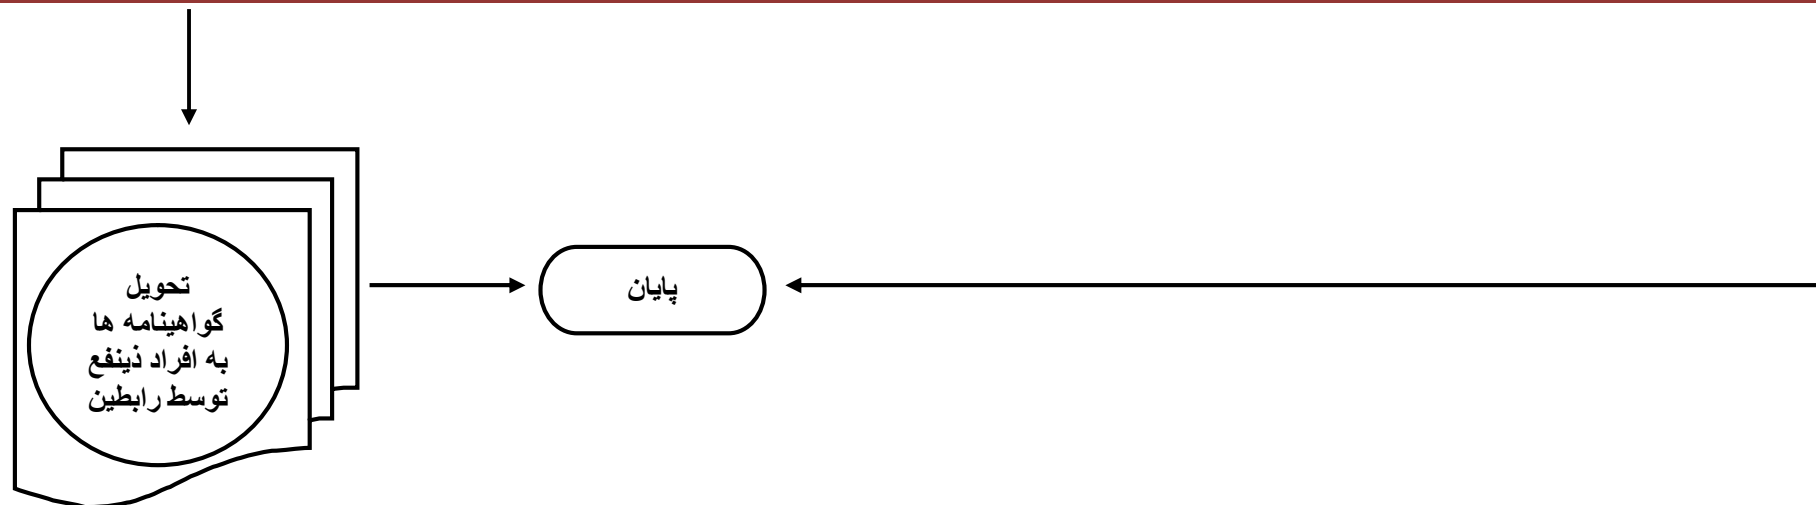 تحویل
گواهینامه ها
به افراد ذینفع
توسط رابطین
پایان